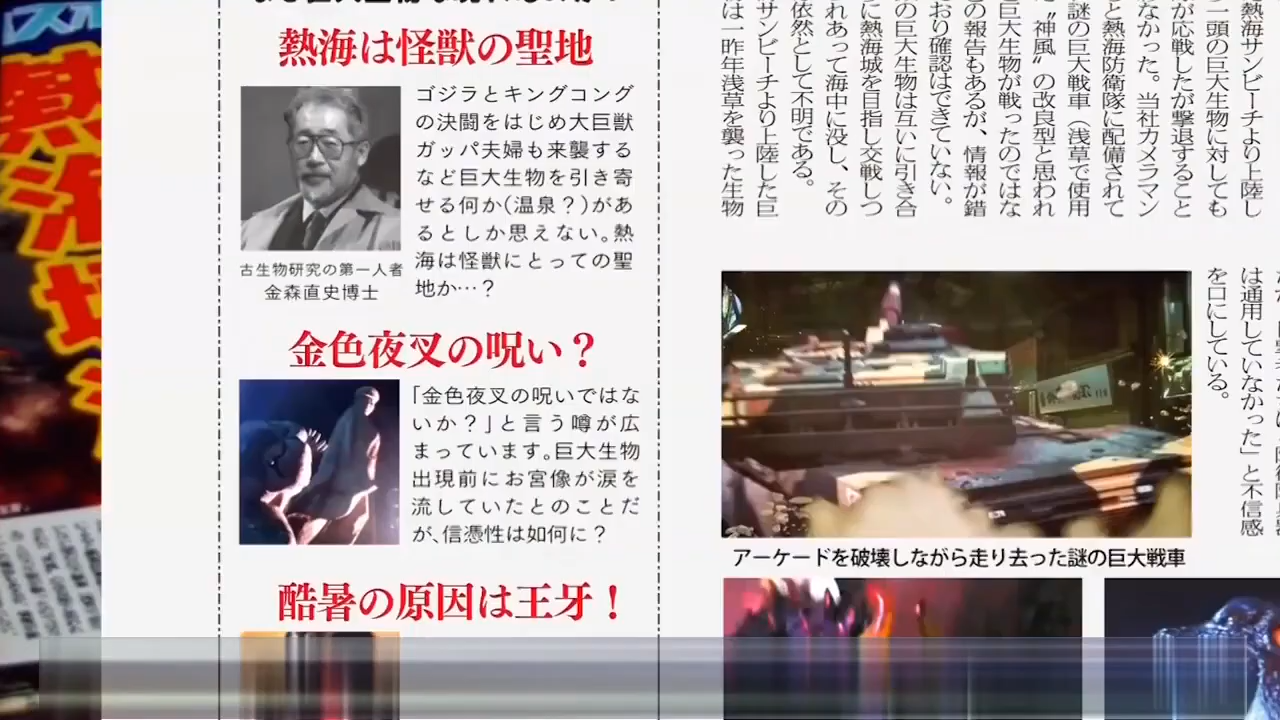 熱海は怪獣の聖地
ゴジラとキングコング
の決闘をはじめ大巨獣
ガッパ夫婦も来襲する
など巨大生物を引き寄
せる何か(温泉?)があ
るとしか思えない。熱
海は怪獣にとっての聖
地か…?
古生物研究の第一人者
金森直史博士
金色夜叉の呪い?
「金色夜叉の呪いではな
いか?」と言う噂が広
まっています。巨大生物
出現前にお宮像が涙を
流していたとのことだ
が、信憑性は如何に?
酷暑の原因は王牙!
熱海サンビーチより上陸し
二頭の巨大生物に対しても
が応戦したが撃退すること
なかった。当社カメラマン
と熱海防衛隊に配備されて
謎の巨大戦車(浅草で使用
"神風"の改良型と思われ
巨大生物が戦ったのではな
の報告もあるが、情報が錯
おり確認はできていない。
の巨大生物は互いに引き合
に熱海城を目指し交戦しつ
れあって海中に没し、その
依然として不明である。
サンビーチより上陸した巨
は一昨年浅草を襲った生物
は通用していなかった」と不信感
を口にしている。
アーケードを破壊しながら走り去った謎の巨大戦車